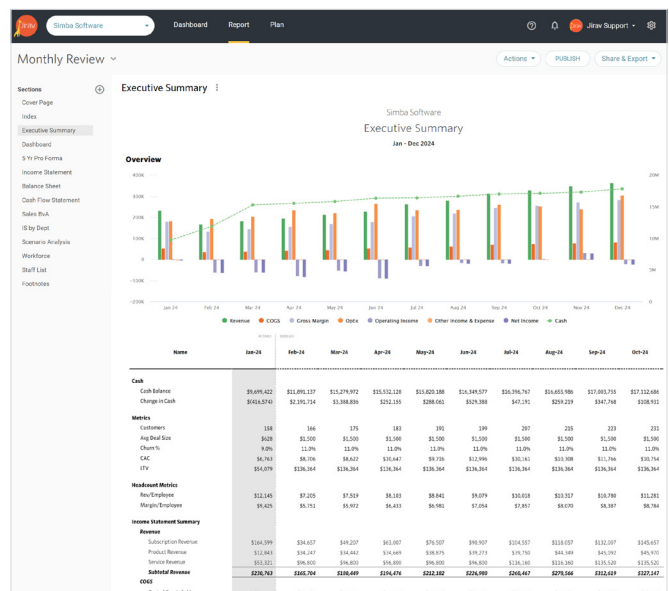 Jirav Simba Software Dashboard Report Plan Jirav Support
Monthly Review Actions PUBLISH Share & Export
Sections
Cover Page
Index
Executive Summary
Dashboard
5 Yr Pro Forma
Income Statement
Balance Sheet
Cash Flow Statement
Sales BvA
IS by Dept
Scenario Analysis
Workforce
Staff List
Footnotes
Executive Summary
Simba Software
Executive Summary
Jan - Dec 2024
Overview
400K 20M
300K
200K 15M
100K 10M
0
-100K 5M
-200K 0
Jan 24 Feb 24 Mar 24 Apr 24 May 24 Jun 24 Jul 24 Aug 24 Sep 24 Oct 24 Nov 24 Dec 24
Revenue COGS Gross Margin OpEx Operating Income Other Income & Expense Net Income Cash
Name Jan-24 Feb-24 Mar-24 Apr-24 May-24 Jun-24 Jul-24 Aug-24 Sep-24 Oct-24
Cash
Cash Balance $9,699,422 $11,891,137 $15,279,972 $15,532,128 $15,820,188 $16,349,577 $16,396,767 $16,655,986 $17,003,755 $17,112,686
Change in Cash $(416,574) $2,191,714 $3,388,836 $252,155 $288,061 $529,388 $47,191 $259,219 $347,768 $108,931
Metrics
Customers 158 166 175 183 191 199 207 215 223 231
Avg Deal Size $628 $1,500 $1,500 $1,500 $1,500 $1,500 $1,500 $1,500 $1,500 $1,500
Churn % 9.0% 11.0% 11.0% 11.0% 11.0% 11.0% 11.0% 11.0% 11.0% 11.0%
CAC $6,763 $8,706 $8,622 $30,647 $9,716 $12,996 $30,161 $10,308 $11,766 $30,754
LTV $54,079 $136,364 $136,364 $136,364 $136,364 $136,364 $136,364 $136,364 $136,364 $136,364
Headcount Metrics
Rev/Employee $12,145 $7,205 $7,519 $8,103 $8,841 $9,079 $10,018 $10,317 $10,780 $11,281
Margin/Employee $9,425 $5,751 $5,972 $6,433 $6,981 $7,054 $7,857 $8,070 $8,387 $8,784
Income Statement Summary
Revenue
Subscription Revenue $164,599 $34,657 $49,207 $63,007 $76,507 $90,907 $104,557 $118,057 $132,007 $145,657
Product Revenue $12,843 $34,247 $34,442 $34,669 $38,875 $39,273 $39,750 $44,349 $45,092 $45,970
Service Revenue $53,321 $96,800 $96,800 $96,800 $96,800 $96,800 $116,160 $116,160 $135,520 $135,520
Subtotal Revenue $230,763 $165,704 $180,449 $194,476 $212,182 $226,980 $260,467 $278,566 $312,619 $327,147
COGS